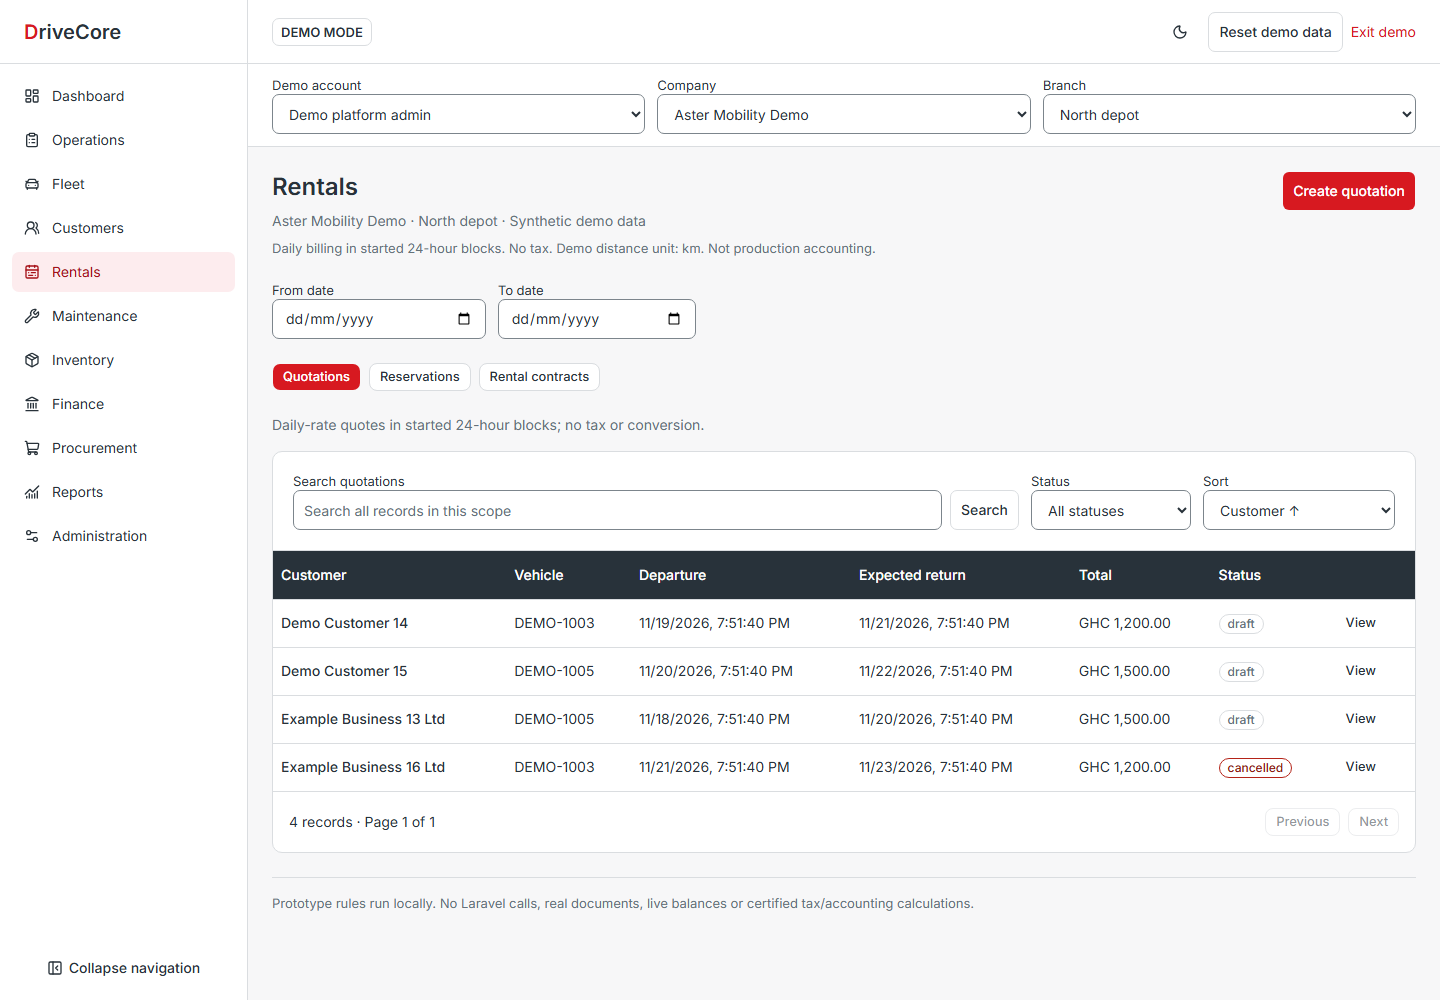 DriveCore
DEMO MODE
Reset demo data
Exit demo
Dashboard
Operations
Fleet
Customers
Rentals
Maintenance
Inventory
Finance
Procurement
Reports
Administration
Collapse navigation
Demo account Company Branch
Demo platform admin Aster Mobility Demo North depot
Rentals
Create quotation
Aster Mobility Demo · North depot · Synthetic demo data
Daily billing in started 24-hour blocks. No tax. Demo distance unit: km. Not production accounting.
From date To date
dd/mm/yyyy dd/mm/yyyy
Quotations Reservations Rental contracts
Daily-rate quotes in started 24-hour blocks; no tax or conversion.
Search quotations Status Sort
Search all records in this scope Search All statuses Customer ↑
Customer Vehicle Departure Expected return Total Status
Demo Customer 14 DEMO-1003 11/19/2026, 7:51:40 PM 11/21/2026, 7:51:40 PM GHC 1,200.00 draft View
Demo Customer 15 DEMO-1005 11/20/2026, 7:51:40 PM 11/22/2026, 7:51:40 PM GHC 1,500.00 draft View
Example Business 13 Ltd DEMO-1005 11/18/2026, 7:51:40 PM 11/20/2026, 7:51:40 PM GHC 1,500.00 draft View
Example Business 16 Ltd DEMO-1003 11/21/2026, 7:51:40 PM 11/23/2026, 7:51:40 PM GHC 1,200.00 cancelled View
4 records · Page 1 of 1 Previous Next
Prototype rules run locally. No Laravel calls, real documents, live balances or certified tax/accounting calculations.